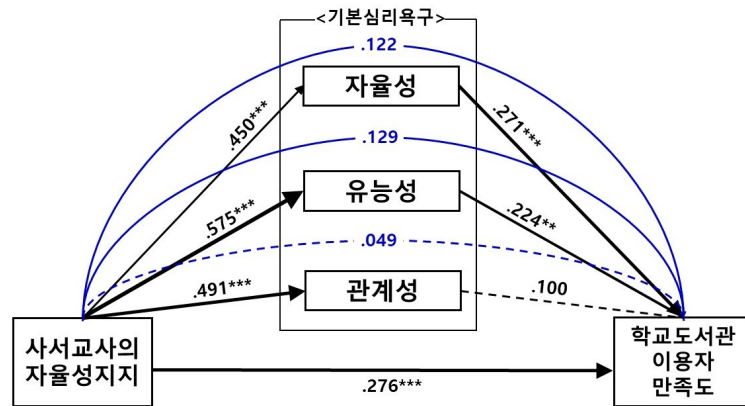 <기본심리욕구>
.122
자율성
.450***
.271***
.129
유능성
.575***
.224**
.049
관계성
.491***
.100
사서교사의
자율성지지
학교도서관
이용자
만족도
.276***